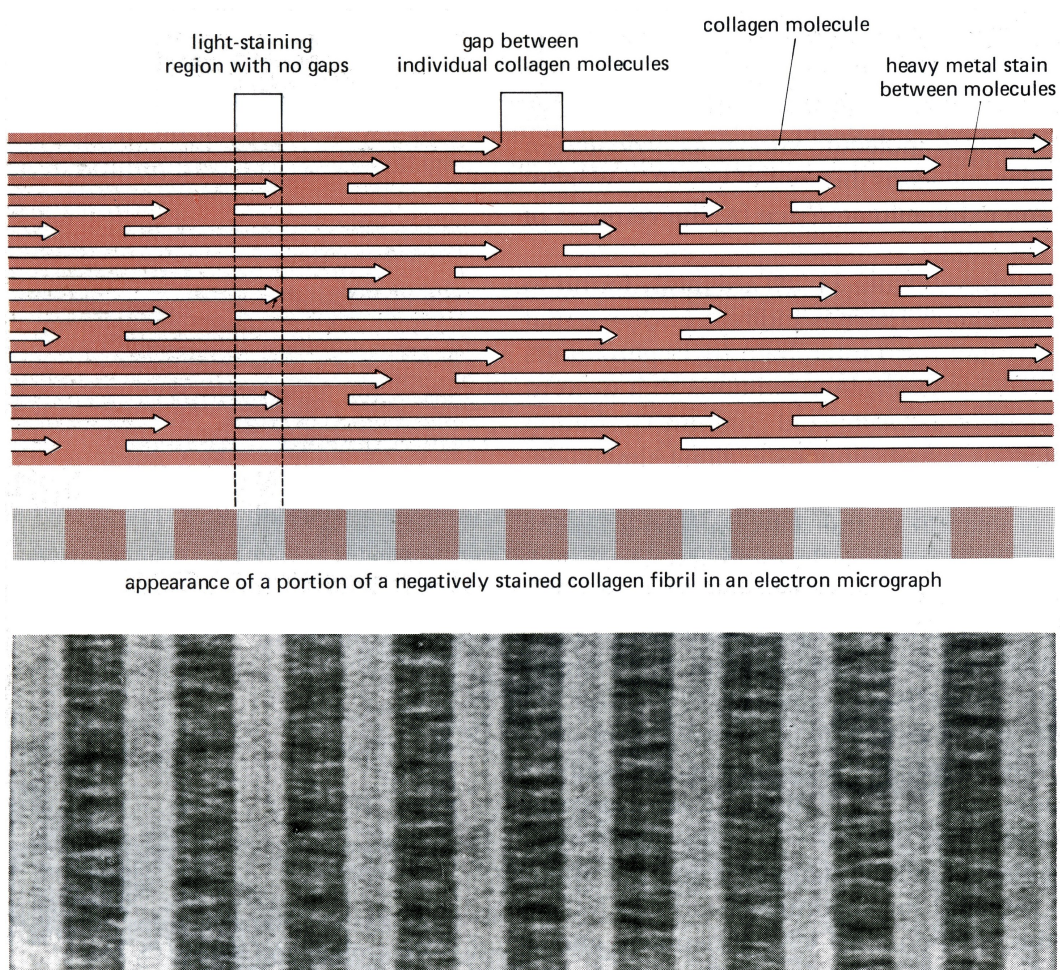 light-staining
region with no gaps
gap between
individual collagen molecules
collagen molecule
heavy metal stain
between molecules
appearance of a portion of a negatively stained collagen fibril in an electron micrograph